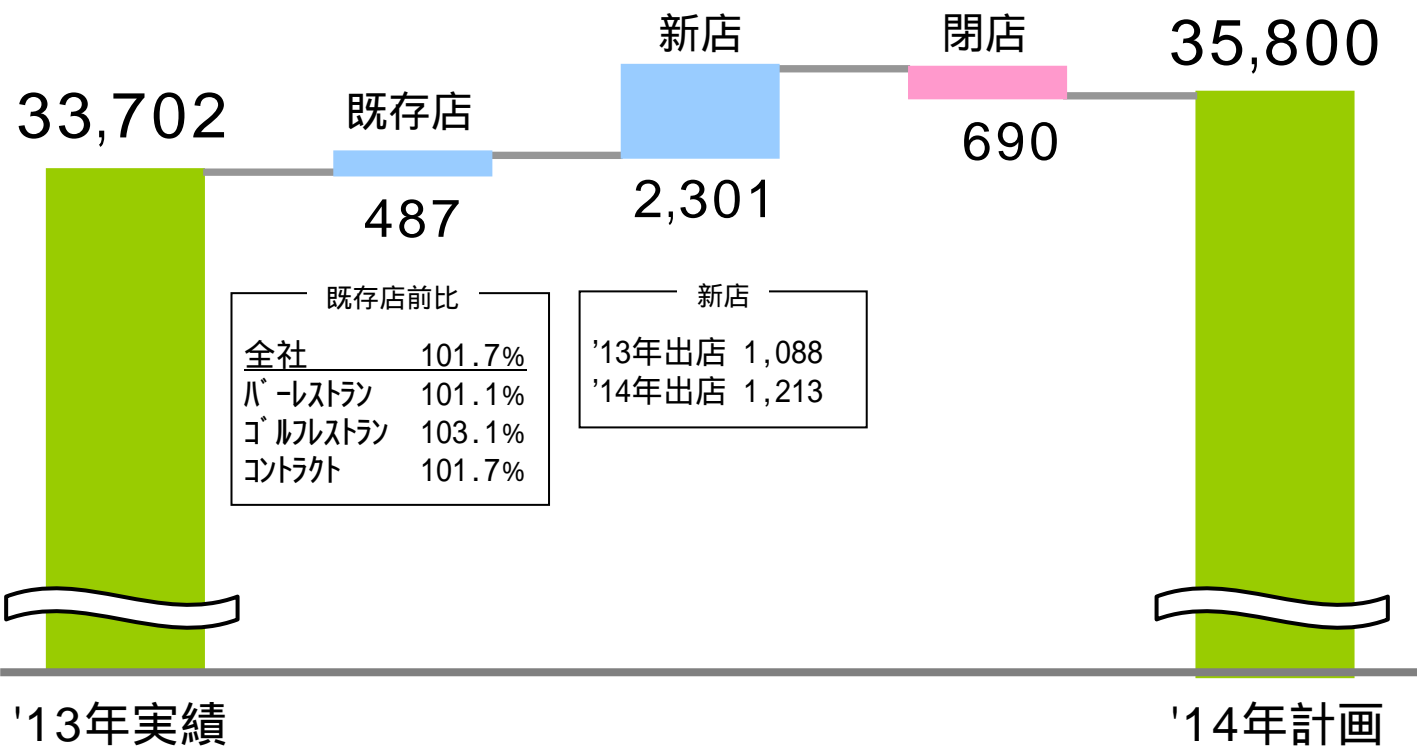 33,702
既存店
487
新店
2,301
閉店
690
35,800
既存店前比
全社 101.7%
ﾊﾞｰﾚｽﾄﾗﾝ 101.1%
ｺﾞﾙﾌﾚｽﾄﾗﾝ 103.1%
ｺﾝﾄﾗｸﾄ 101.7%
新店
’13年出店 1,088
’14年出店 1,213
'13年実績
'14年計画